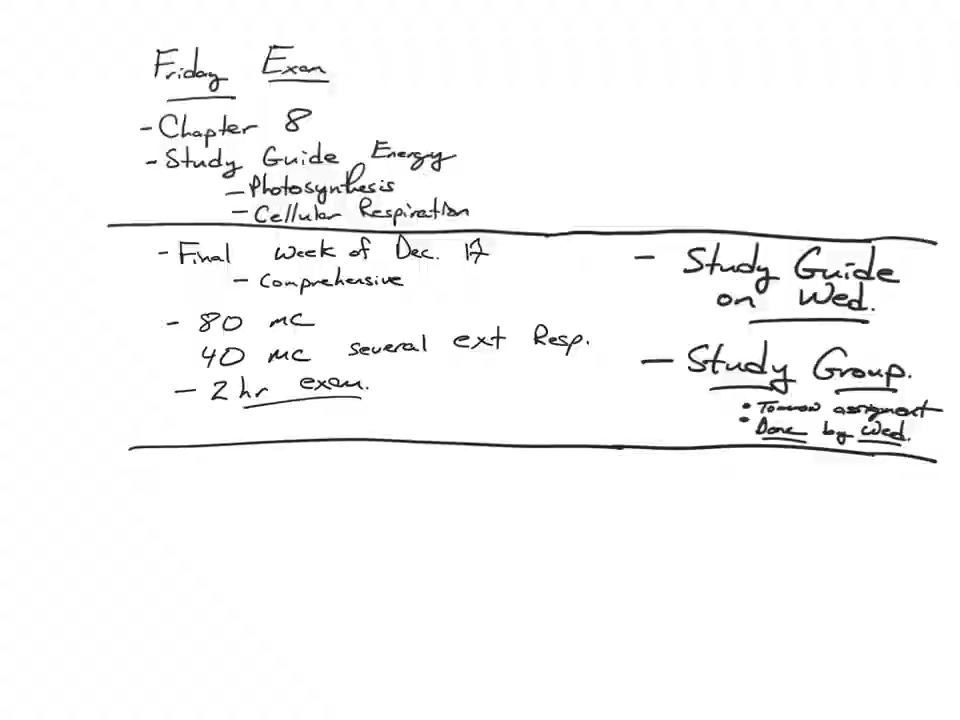 Friday Exam
- Chapter 8
- Study Guide Energy
- Photosynthesis
- Cellular Respiration
- Final week of Dec. 17
- Comprehensive
- 80 MC
40 MC several ext Resp.
- 2 hr exam.
- Study Guide
on Wed.
- Study Group.
• Tomorrow assignment
• Done by Wed.